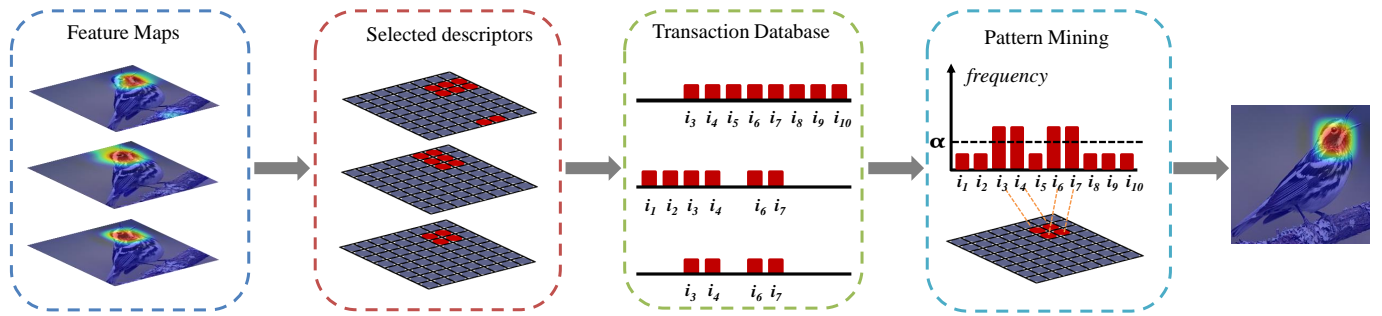 Feature Maps
Selected descriptors
Transaction Database
i3 i4 i5 i6 i7 i8 i9 i10
i1 i2 i3 i4 i6 i7
i3 i4 i6 i7
Pattern Mining
frequency
α
i1 i2 i3 i4 i5 i6 i7 i8 i9 i10